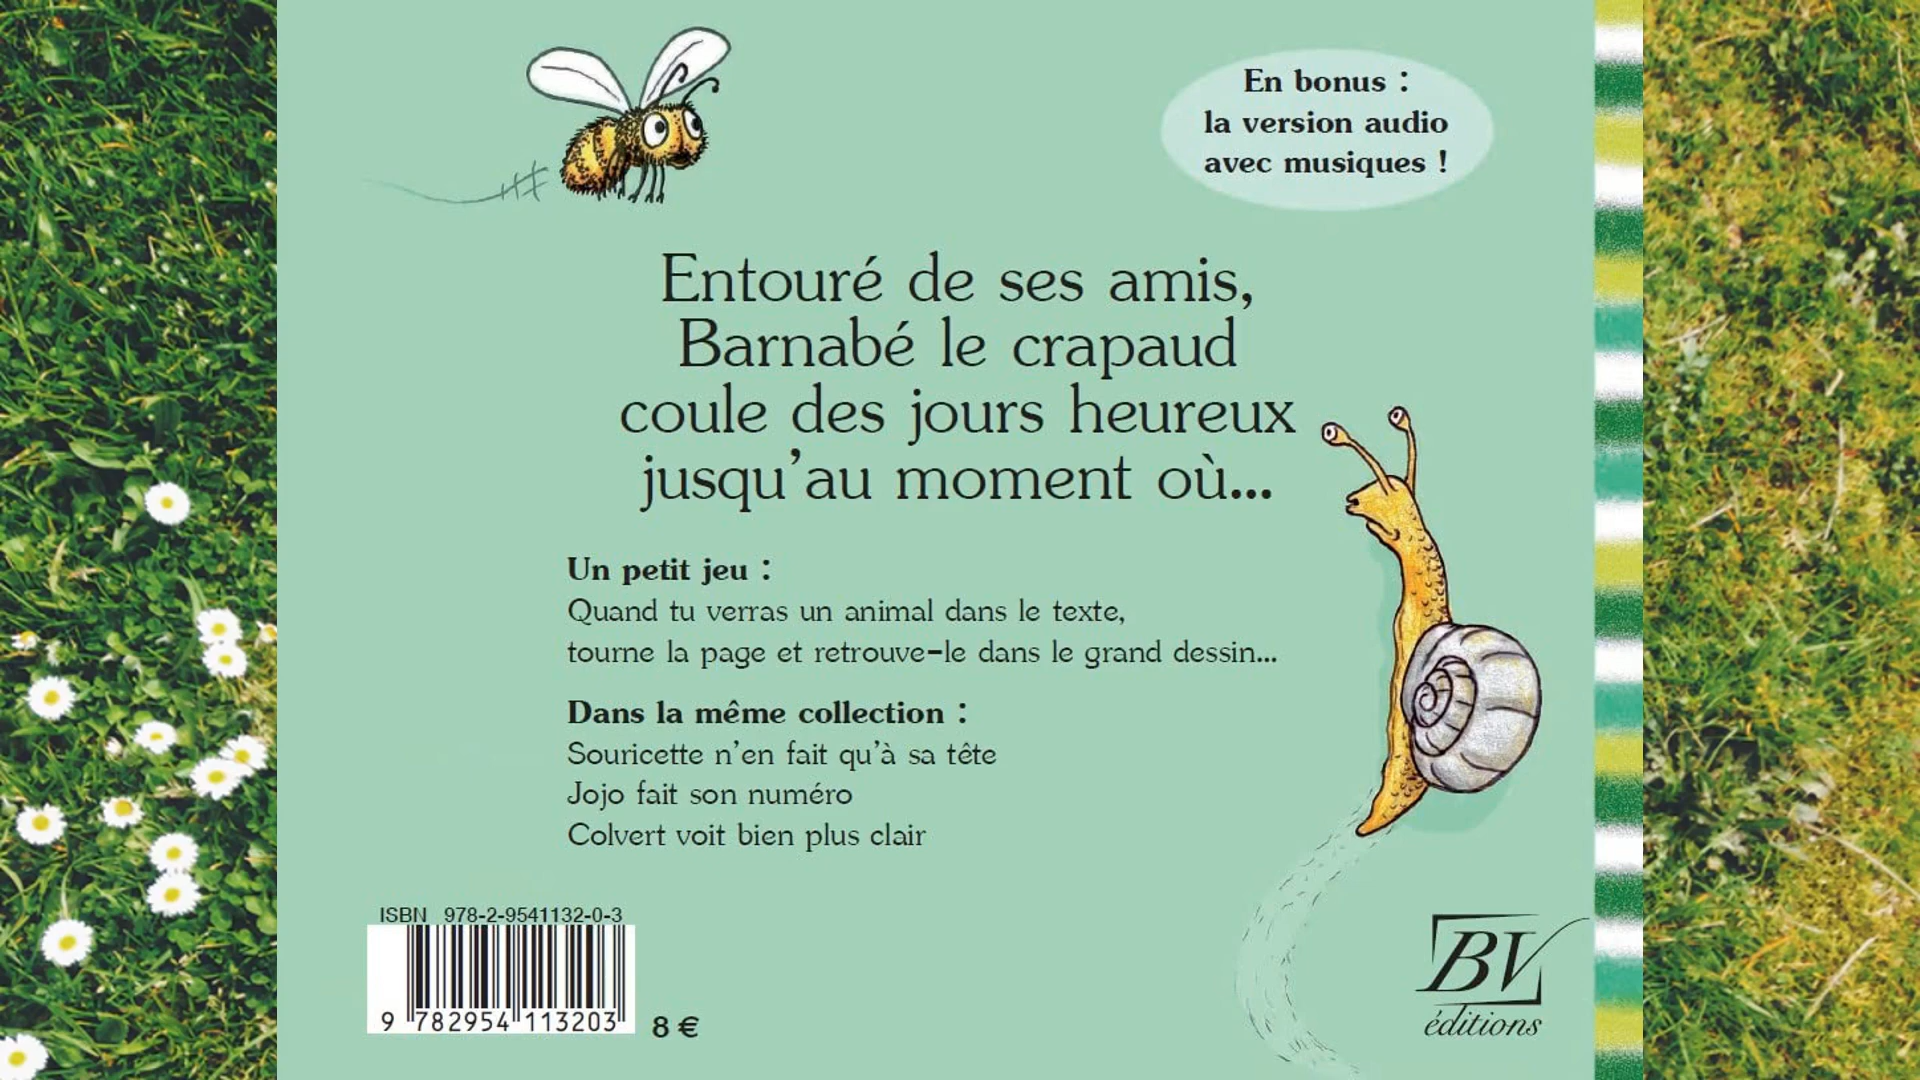 En bonus :
la version audio
avec musiques !
Entouré de ses amis,
Barnabé le crapaud
coule des jours heureux
jusqu'au moment où...
Un petit jeu :
Quand tu verras un animal dans le texte,
tourne la page et retrouve-le dans le grand dessin...
Dans la même collection :
Souricette n'en fait qu'à sa tête
Jojo fait son numéro
Colvert voit bien plus clair
ISBN 978-2-9541132-0-3
9 782954 113203
8 €
BV
éditions